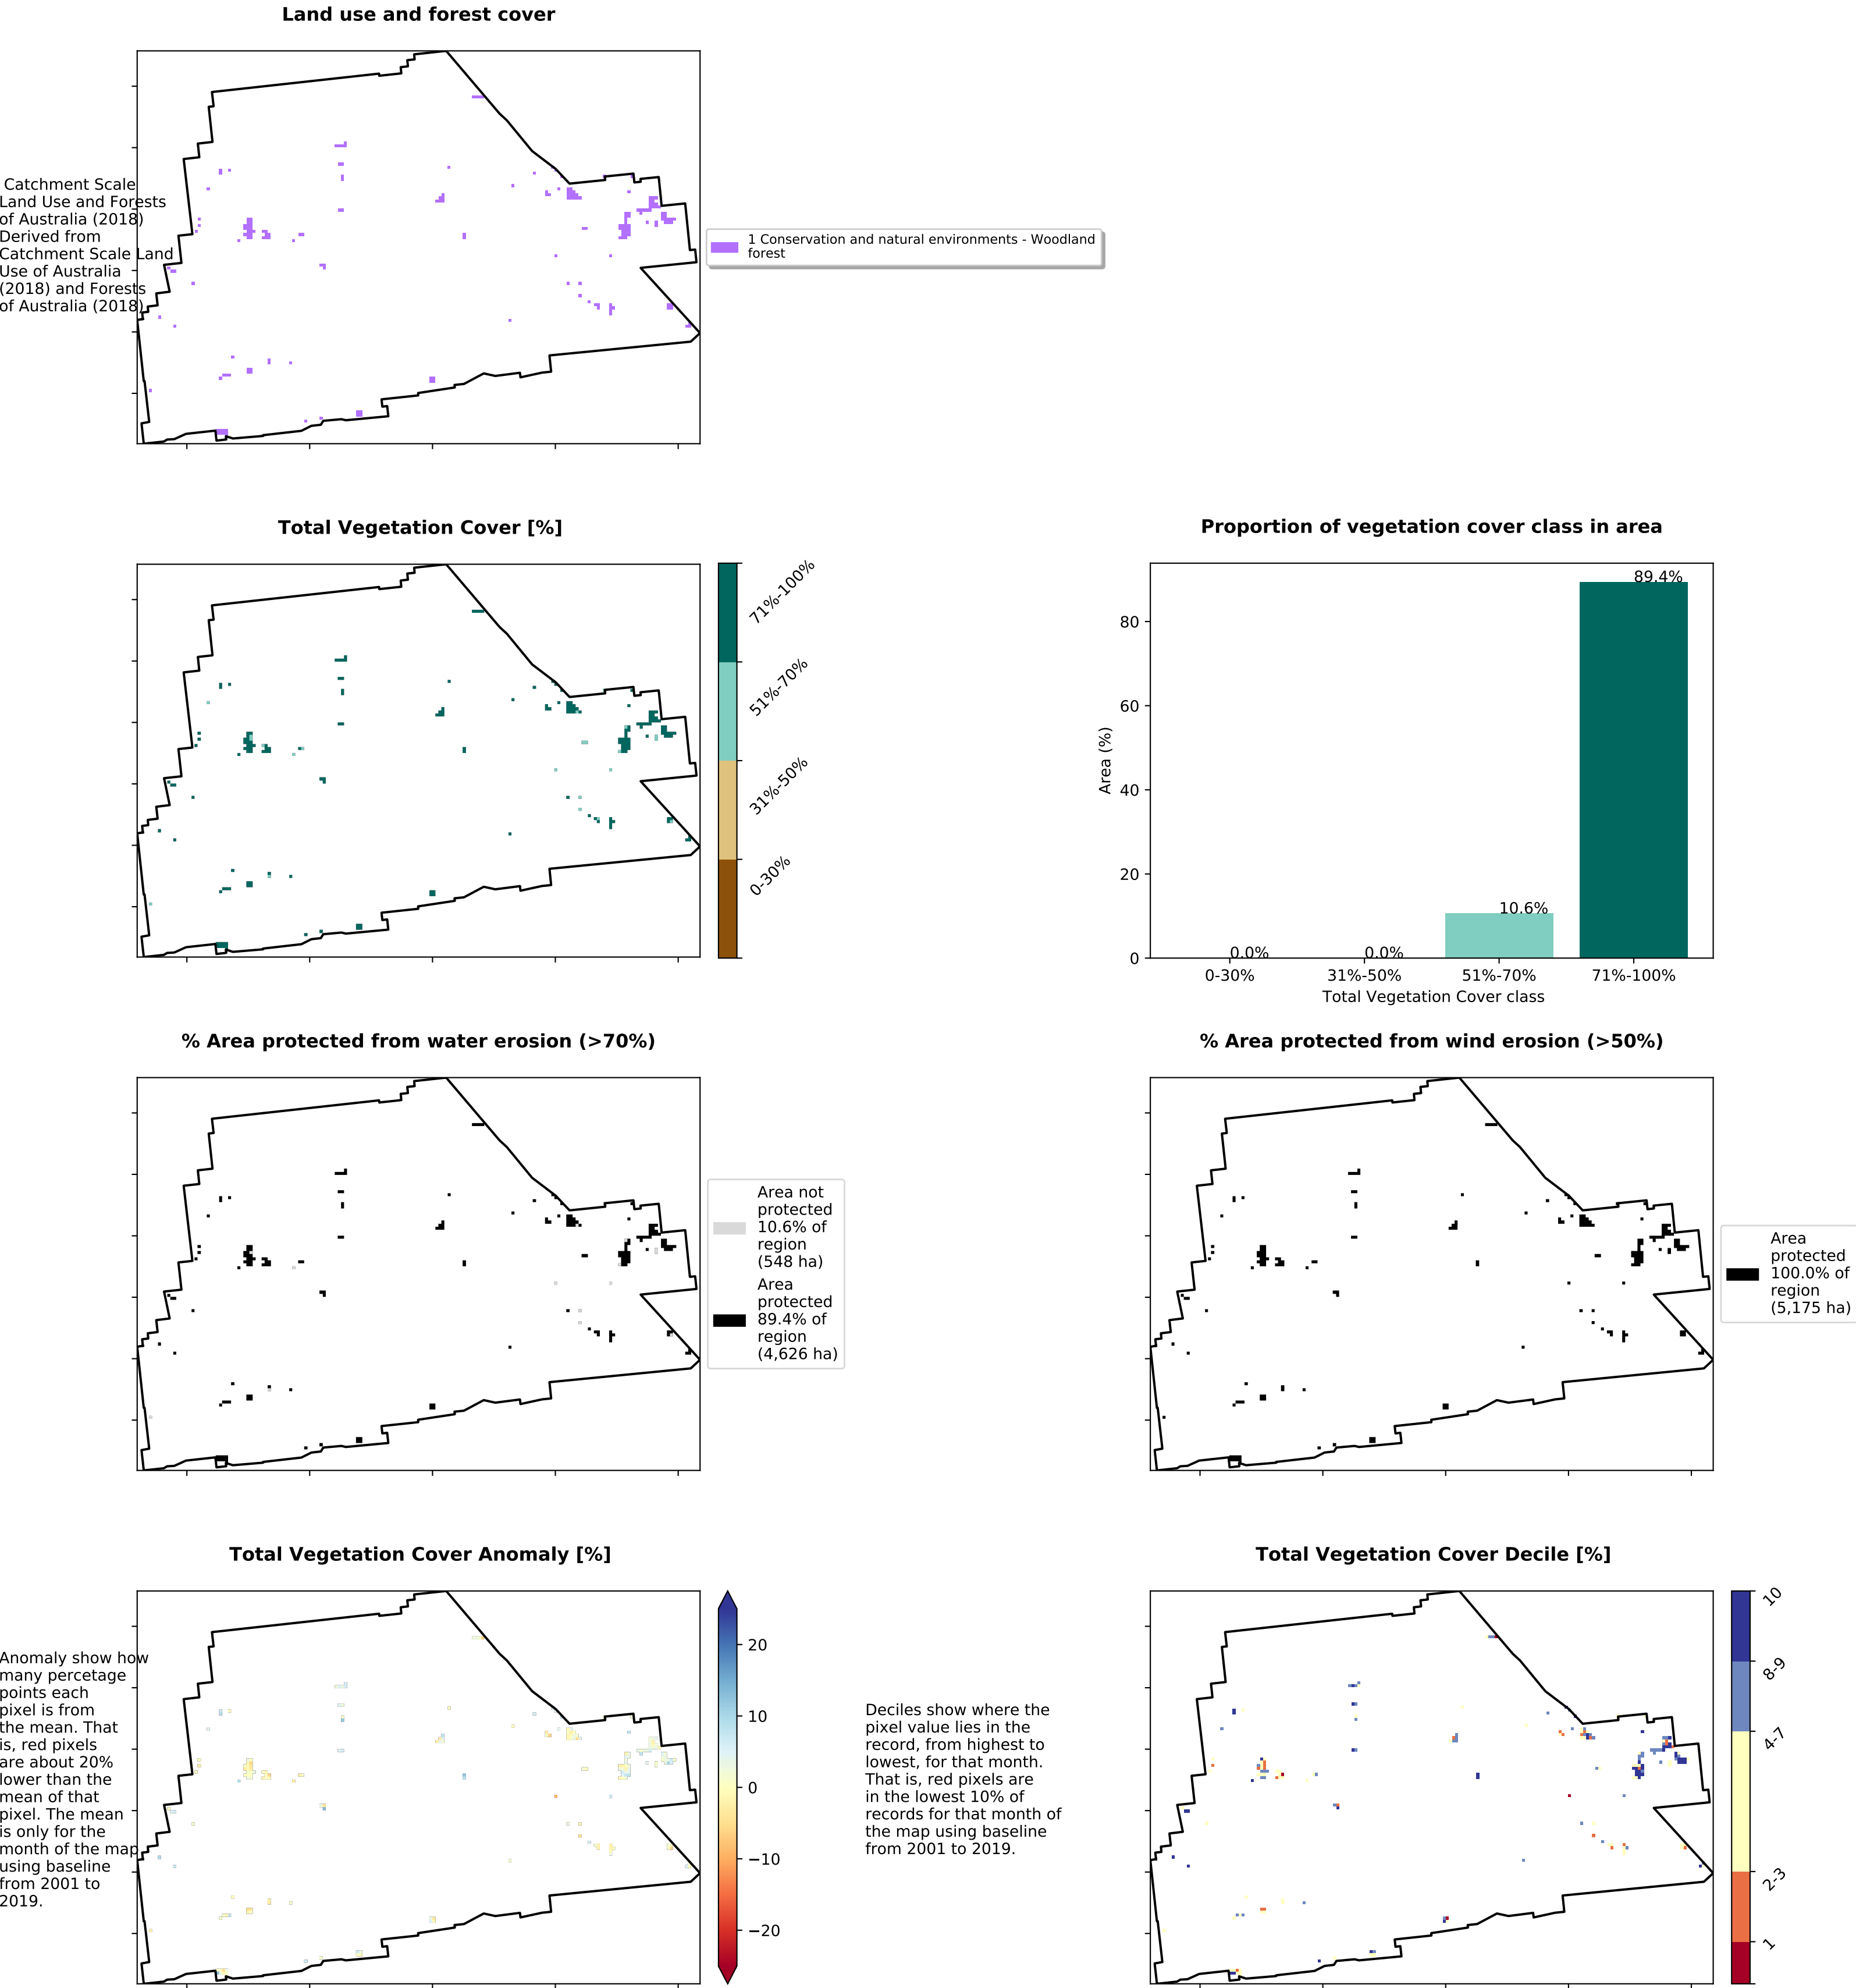 Land use and forest cover
Catchment Scale
Land Use and Forests
of Australia (2018)
Derived from
Catchment Scale Land
Use of Australia
(2018) and Forests
of Australia (2018)
1 Conservation and natural environments - Woodland
forest
Total Vegetation Cover [%]
71%-100%
51%-70%
31%-50%
0-30%
Proportion of vegetation cover class in area
89.4%
10.6%
0.0%
0.0%
80
60
40
20
0
Area (%)
0-30%
31%-50%
51%-70%
71%-100%
Total Vegetation Cover class
% Area protected from water erosion (>70%)
Area not
protected
10.6% of
region
(548 ha)
Area
protected
89.4% of
region
(4,626 ha)
% Area protected from wind erosion (>50%)
Area
protected
100.0% of
region
(5,175 ha)
Total Vegetation Cover Anomaly [%]
Anomaly show how
many percetage
points each
pixel is from
the mean. That
is, red pixels
are about 20%
lower than the
mean of that
pixel. The mean
is only for the
month of the map
using baseline
from 2001 to
2019.
20
10
0
−10
−20
Total Vegetation Cover Decile [%]
Deciles show where the
pixel value lies in the
record, from highest to
lowest, for that month.
That is, red pixels are
in the lowest 10% of
records for that month of
the map using baseline
from 2001 to 2019.
10
8-9
4-7
2-3
1